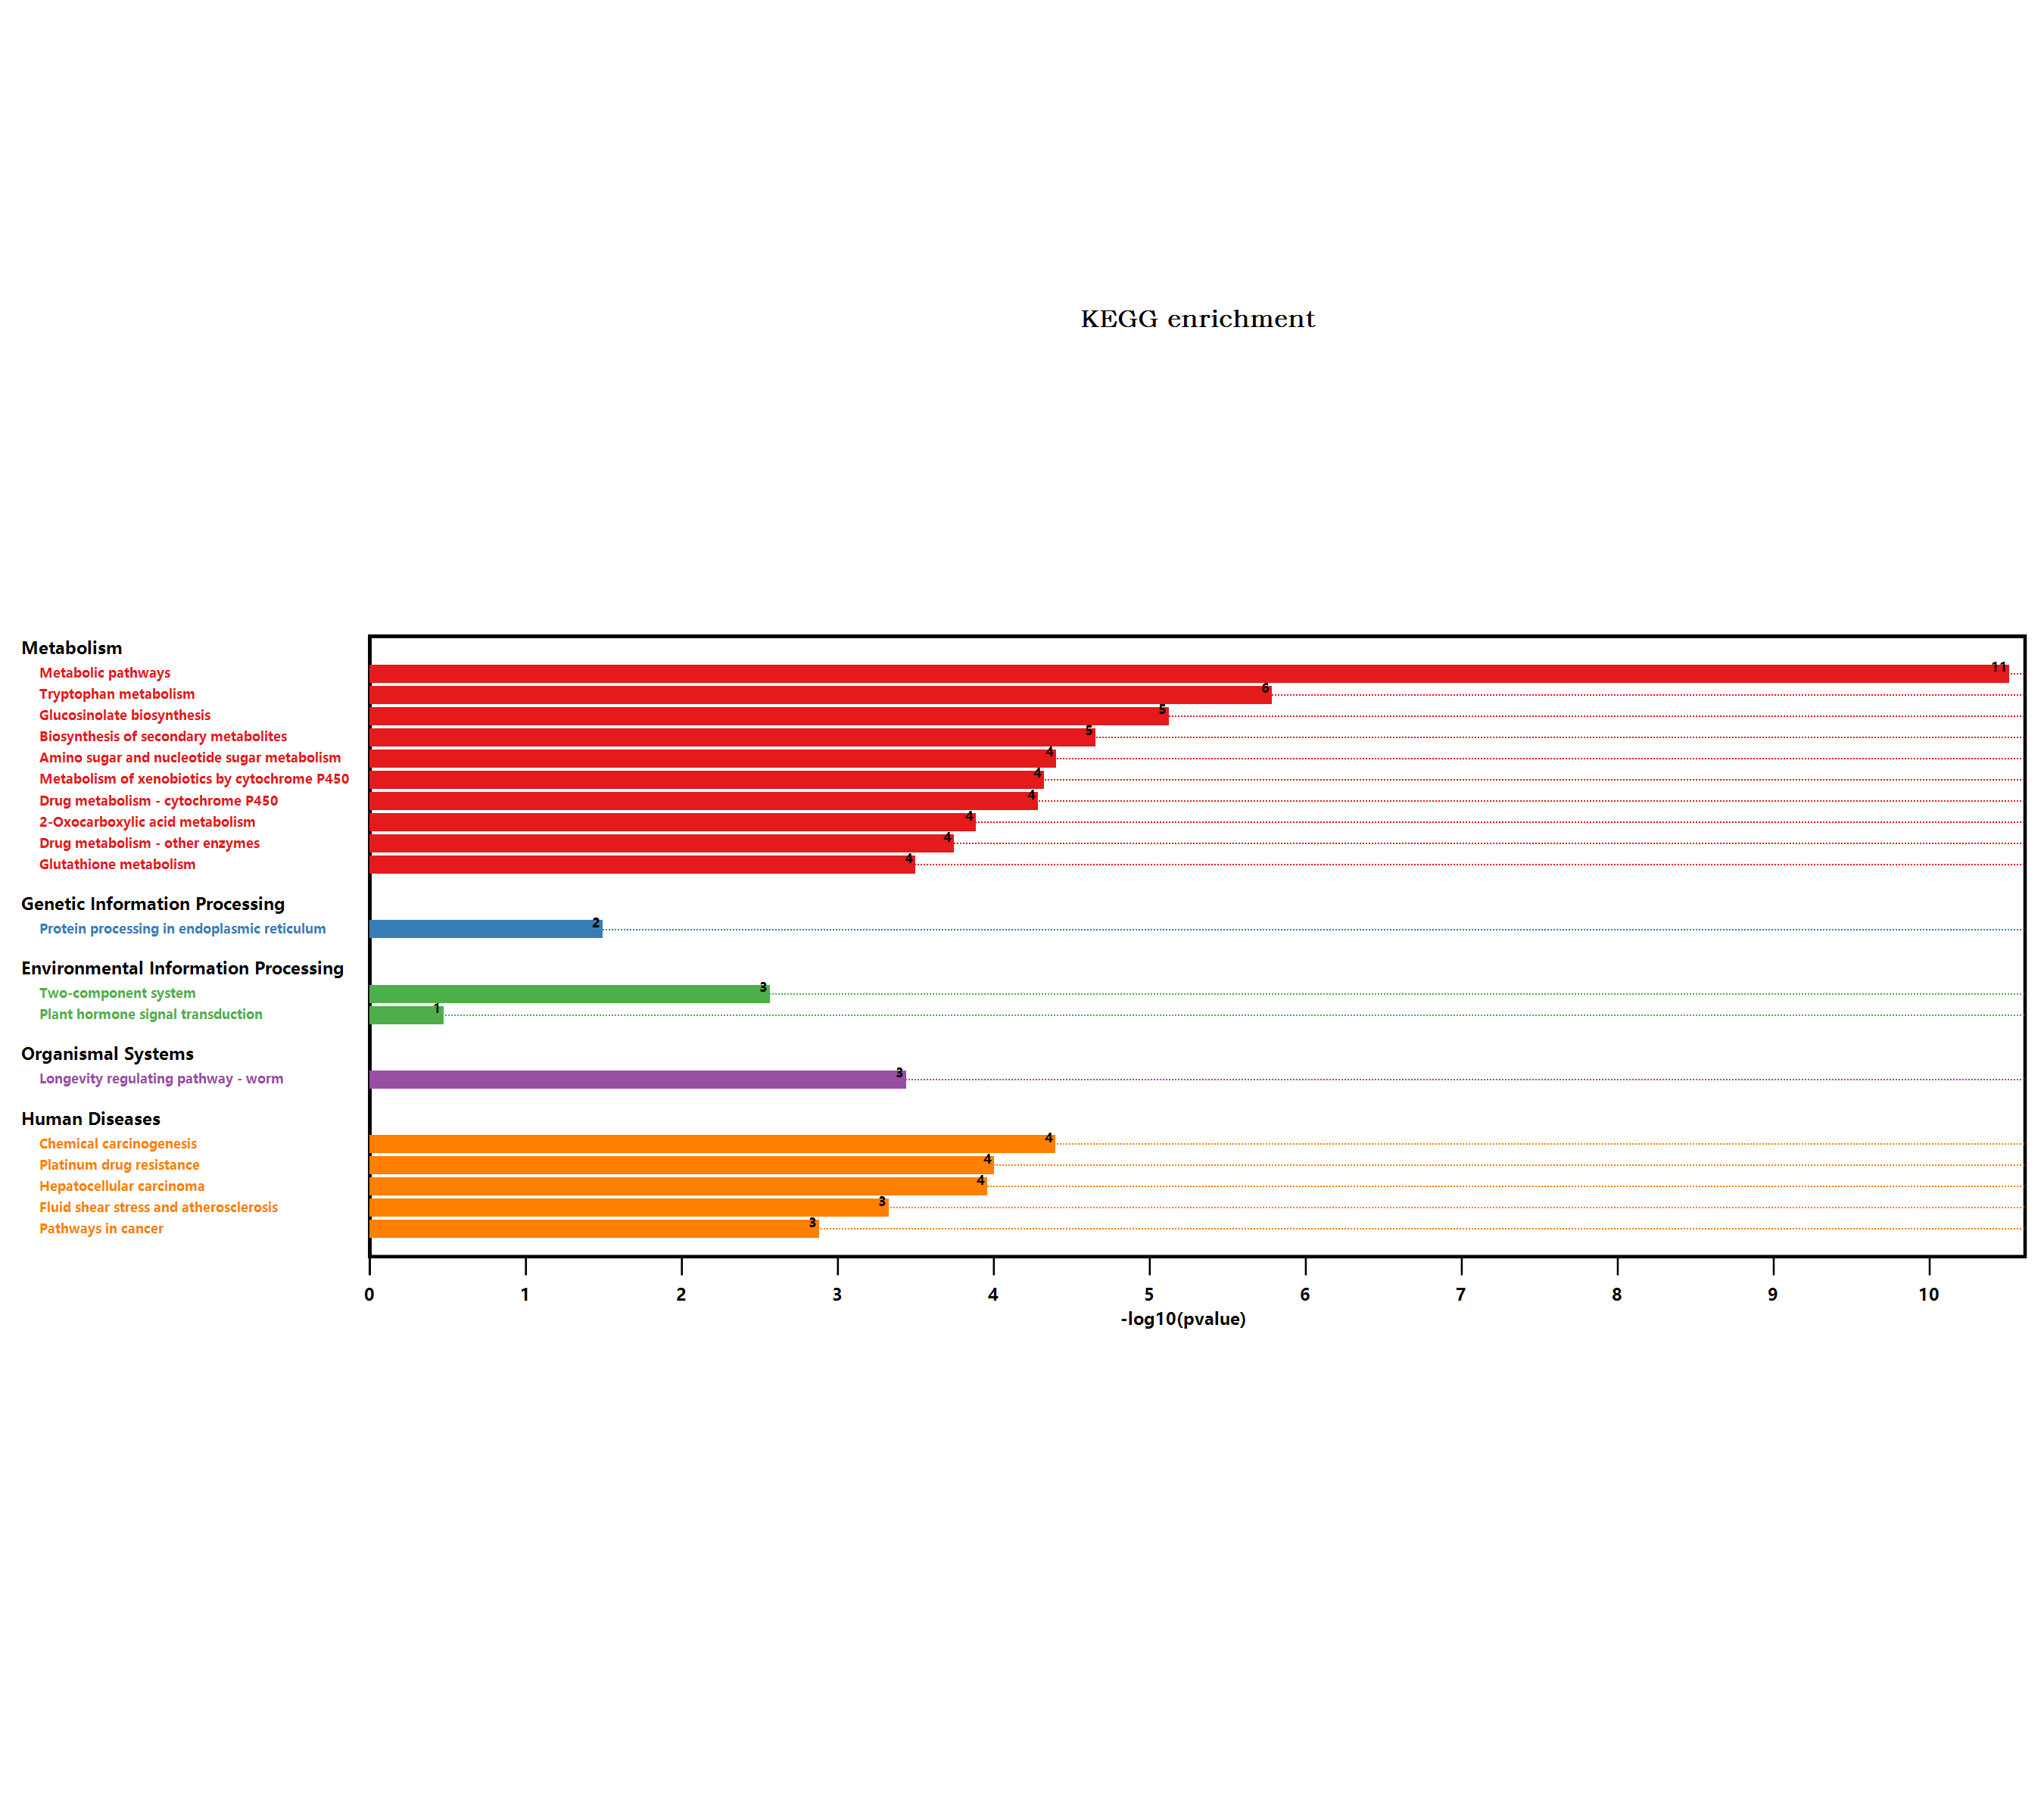 KEGG enrichment
Metabolism
Metabolic pathways 11
Tryptophan metabolism 6
Glucosinolate biosynthesis 5
Biosynthesis of secondary metabolites 5
Amino sugar and nucleotide sugar metabolism 4
Metabolism of xenobiotics by cytochrome P450 4
Drug metabolism - cytochrome P450 4
2-Oxocarboxylic acid metabolism 4
Drug metabolism - other enzymes 4
Glutathione metabolism 4
Genetic Information Processing
Protein processing in endoplasmic reticulum 2
Environmental Information Processing
Two-component system 3
Plant hormone signal transduction 1
Organismal Systems
Longevity regulating pathway - worm 3
Human Diseases
Chemical carcinogenesis 4
Platinum drug resistance 4
Hepatocellular carcinoma 4
Fluid shear stress and atherosclerosis 3
Pathways in cancer 3
0 1 2 3 4 5 6 7 8 9 10
-log10(pvalue)